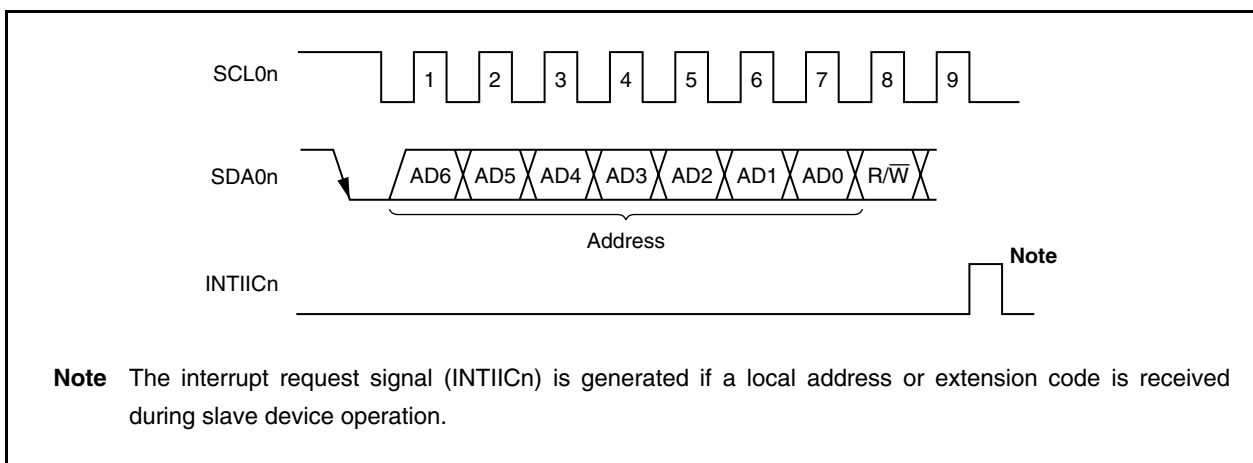 SCL0n 1 2 3 4 5 6 7 8 9
SDA0n AD6 AD5 AD4 AD3 AD2 AD1 AD0 R/W̅
Address
Note
INTIICn
Note The interrupt request signal (INTIICn) is generated if a local address or extension code is received
during slave device operation.